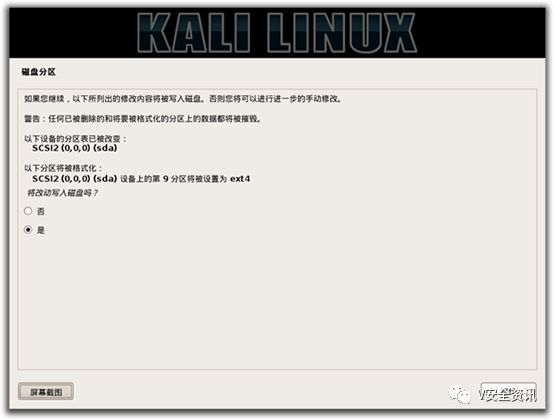 KALI LINUX
磁盘分区
如果您继续，以下所列出的修改内容将被写入磁盘。否则您将可以进行进一步的手动修改。
警告：任何已被删除的和将要被格式化的分区上的数据都将被摧毁。
以下设备的分区表已被改变：
SCSI2 (0,0,0) (sda)
以下分区将被格式化：
SCSI2 (0,0,0) (sda) 设备上的第 9 分区将被设置为 ext4
将改动写入磁盘吗？
否
是
屏幕截图
V安全资讯